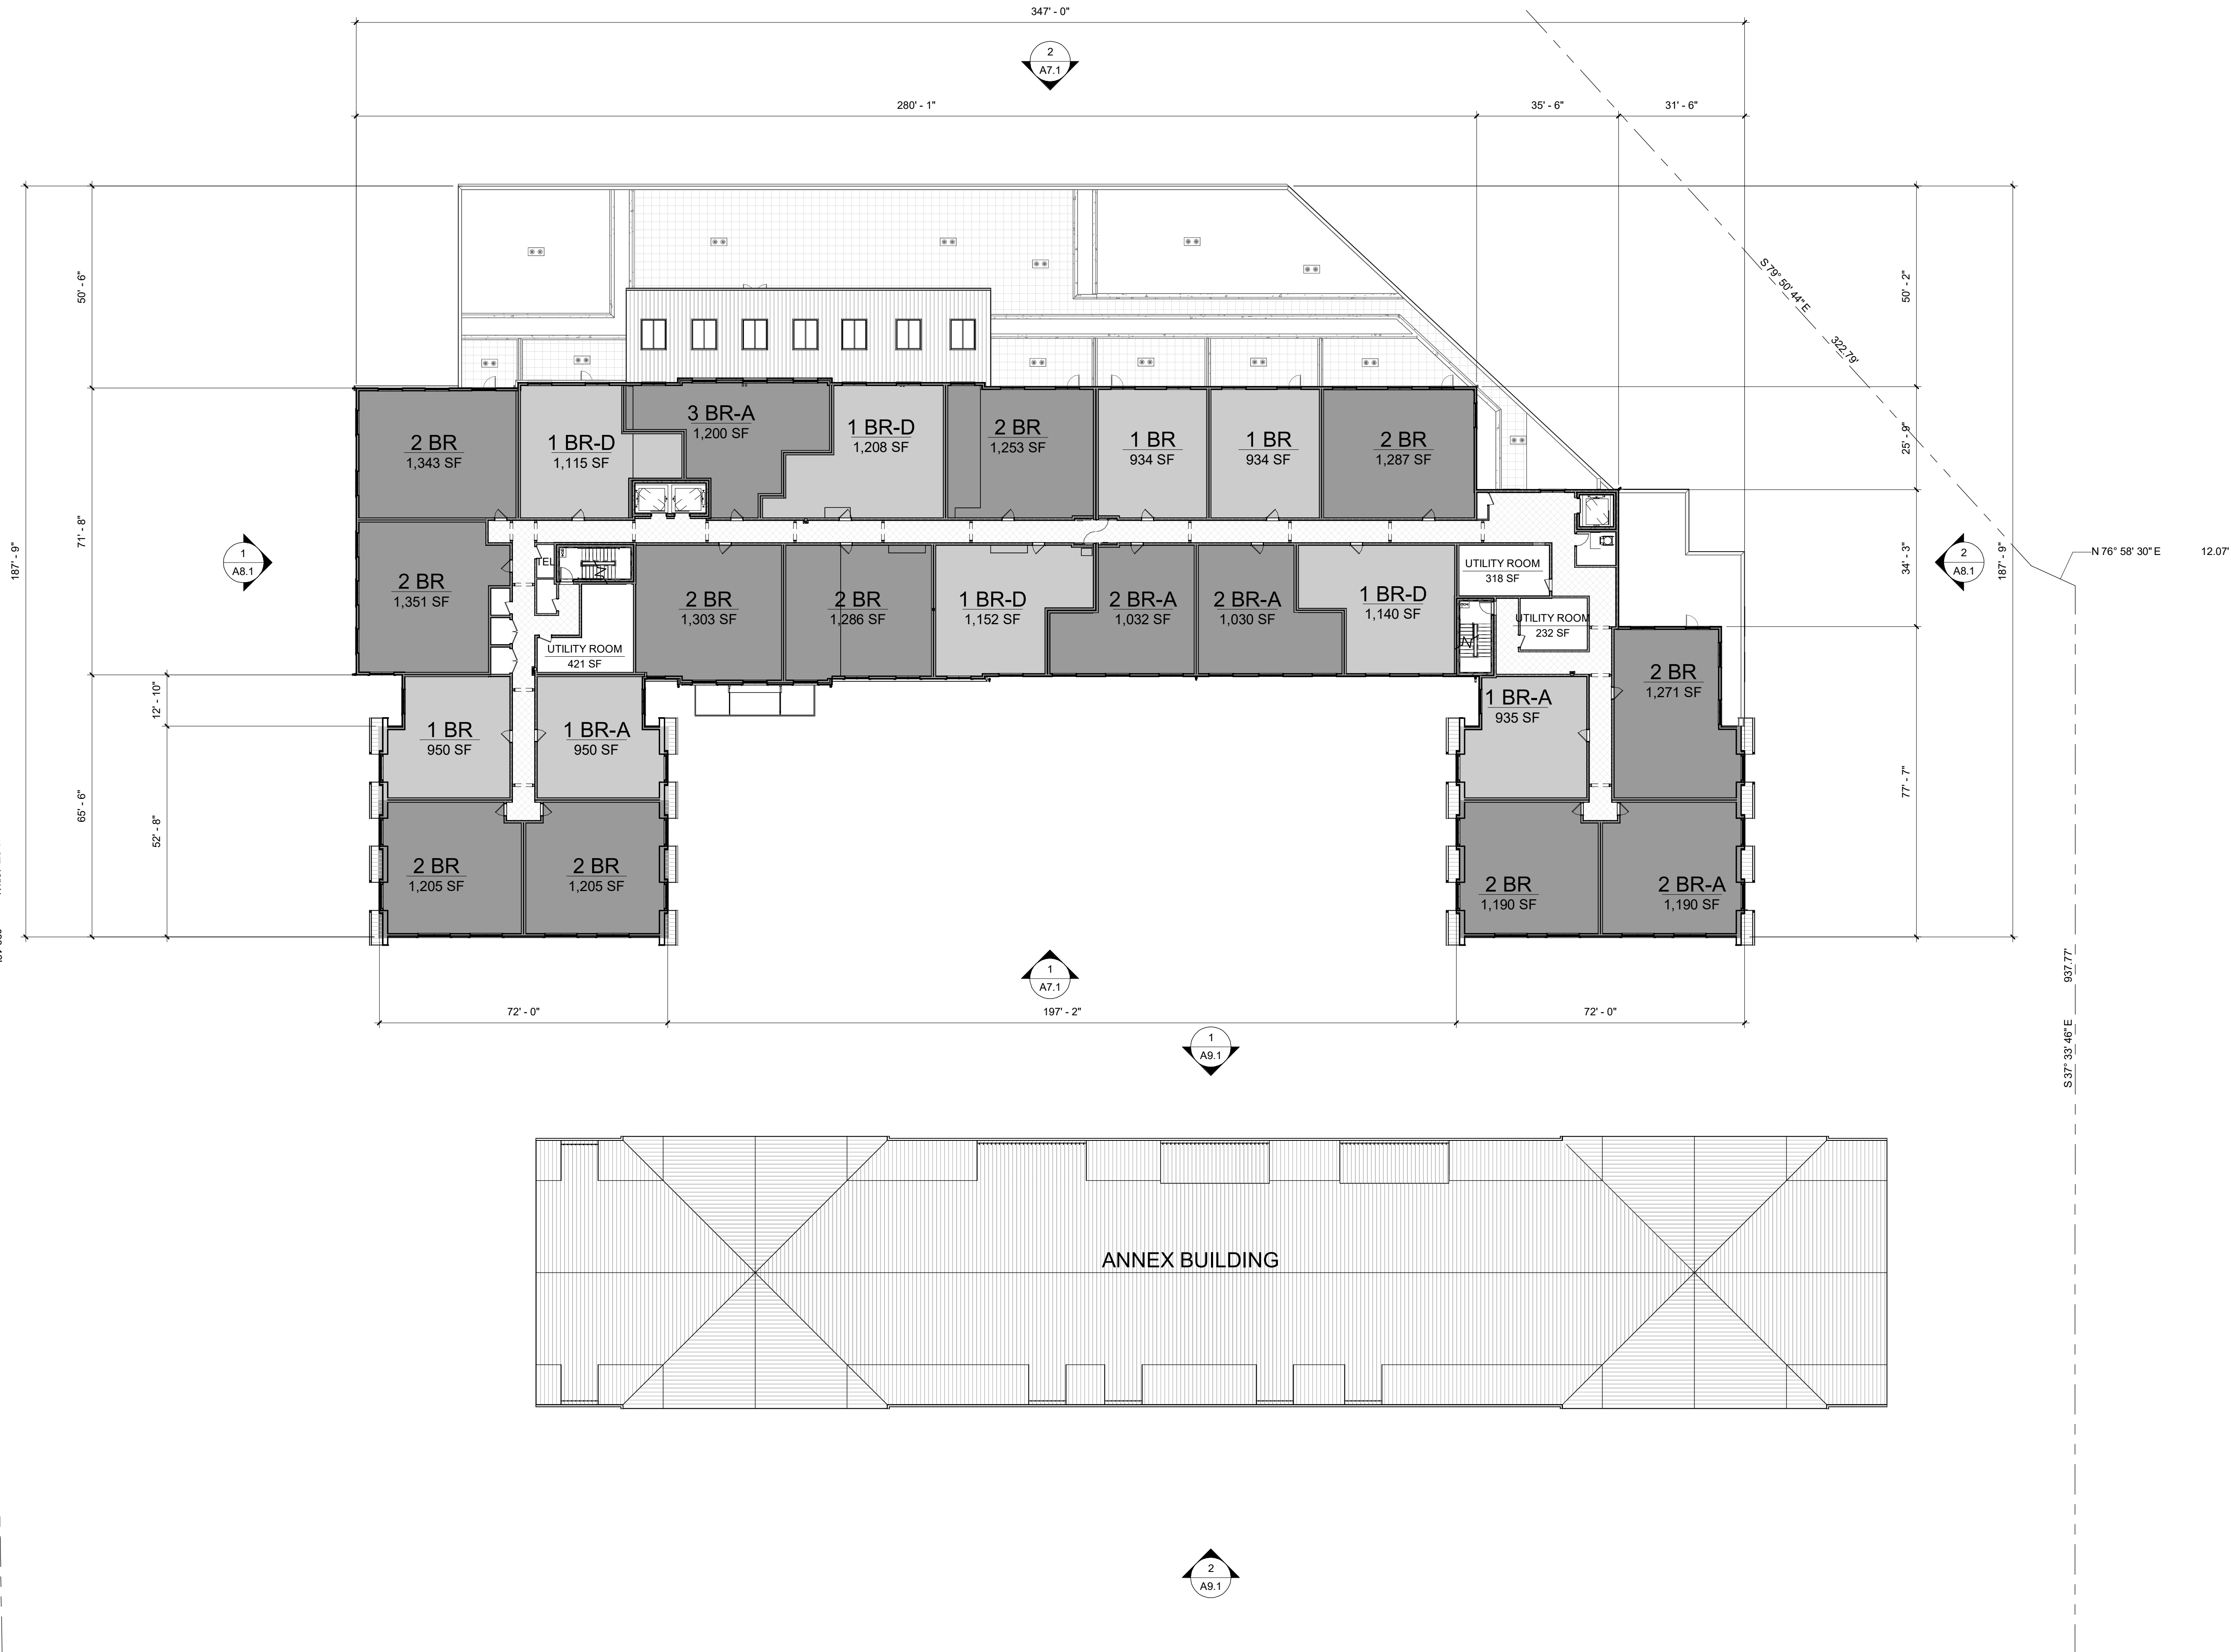 347' - 0"
2
A7.1
280' - 1"
35' - 6"
31' - 6"
187' - 9"
50' - 6"
71' - 8"
12' - 10"
65' - 6"
52' - 8"
1
A8.1
S 79° 50' 44" E
322.79'
50' - 2"
25' - 9"
34' - 3"
187' - 9"
77' - 7"
2
A8.1
N 76° 58' 30" E
12.07'
2 BR
1,343 SF
1 BR-D
1,115 SF
3 BR-A
1,200 SF
1 BR-D
1,208 SF
2 BR
1,253 SF
1 BR
934 SF
1 BR
934 SF
2 BR
1,287 SF
2 BR
1,351 SF
TEL
UTILITY ROOM
421 SF
2 BR
1,303 SF
2 BR
1,286 SF
1 BR-D
1,152 SF
2 BR-A
1,032 SF
2 BR-A
1,030 SF
1 BR-D
1,140 SF
UTILITY ROOM
318 SF
UTILITY ROOM
232 SF
1 BR
950 SF
1 BR-A
950 SF
1 BR-A
935 SF
2 BR
1,271 SF
2 BR
1,205 SF
2 BR
1,205 SF
2 BR
1,190 SF
2 BR-A
1,190 SF
1
A7.1
72' - 0"
197' - 2"
72' - 0"
S 37° 33' 46" E
937.77'
1
A9.1
ANNEX BUILDING
2
A9.1